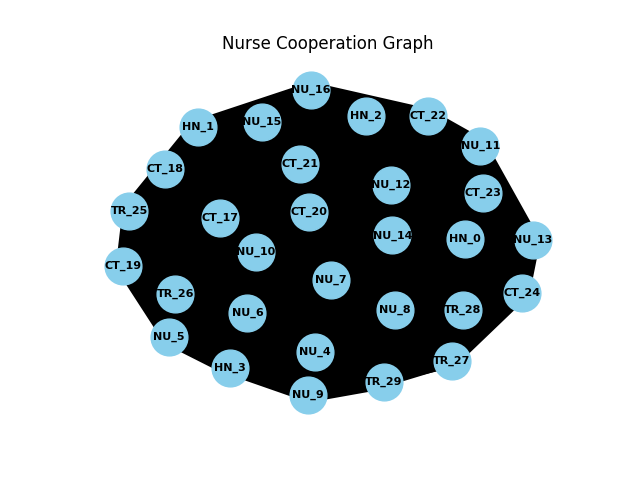 Nurse Cooperation Graph
NU_16
HN_2
CT_22
NU_15
HN_1
NU_11
CT_21
CT_18
NU_12
CT_23
TR_25
CT_20
CT_17
NU_14
HN_0
NU_13
NU_10
CT_19
NU_7
CT_24
TR_26
NU_6
NU_8
TR_28
NU_5
NU_4
TR_27
HN_3
TR_29
NU_9